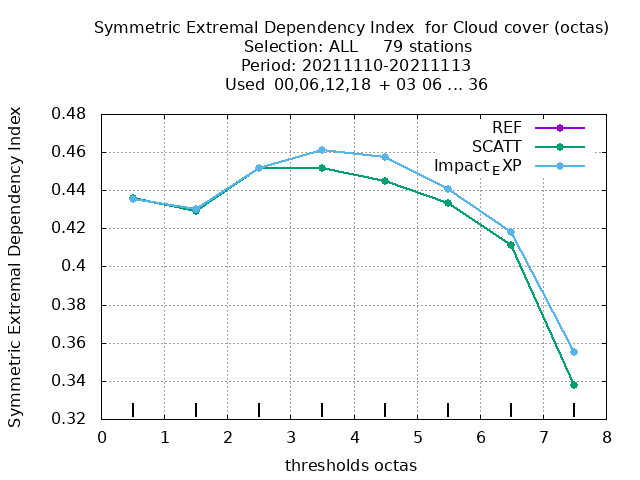 Symmetric Extremal Dependency Index for Cloud cover (octas)
Selection: ALL 79 stations
Period: 20211110-20211113
Used 00,06,12,18 + 03 06 ... 36
Symmetric Extremal Dependency Index
0.48
0.46
0.44
0.42
0.4
0.38
0.36
0.34
0.32
REF
SCATT
Impact_EXP
0 1 2 3 4 5 6 7 8
thresholds octas